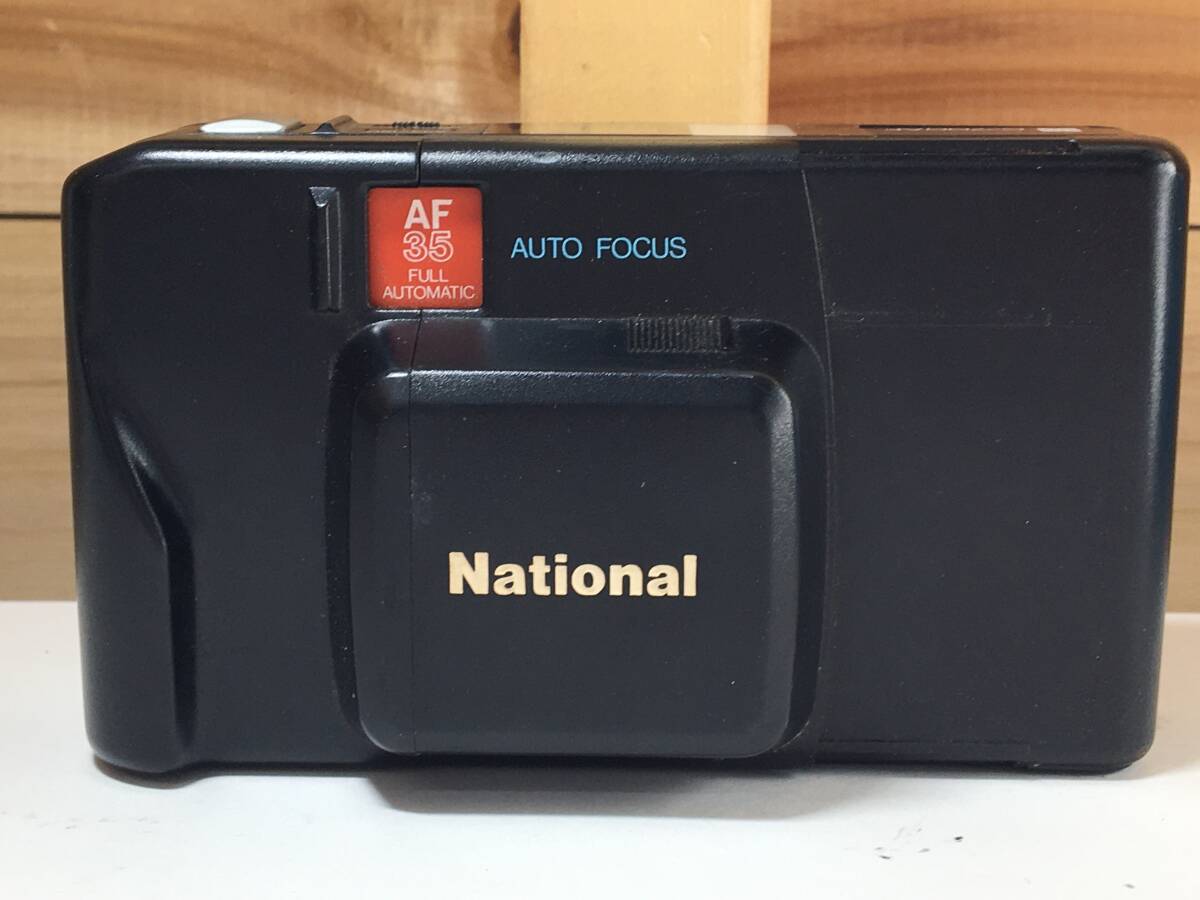 AF
35
FULL
AUTOMATIC
AUTO FOCUS
National